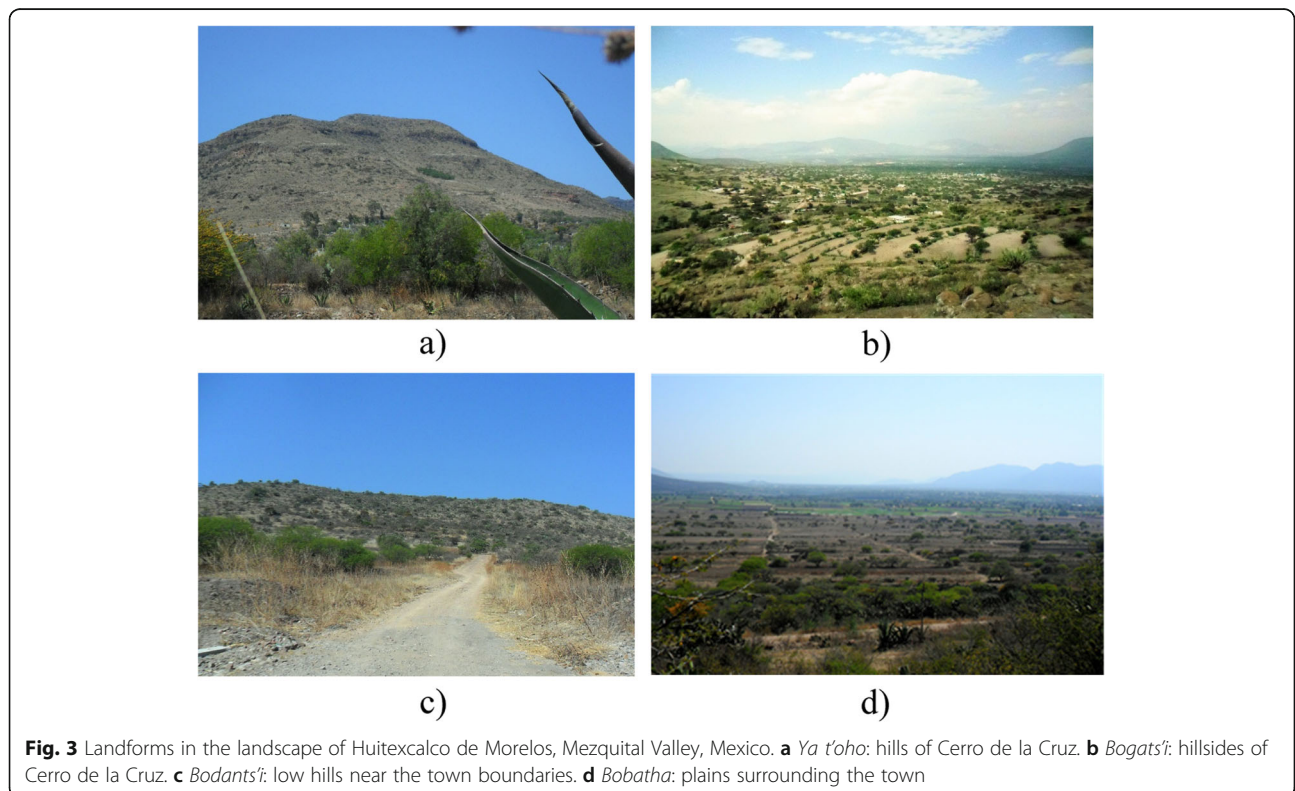 a)
b)
c)
d)
Fig. 3 Landforms in the landscape of Huitexcalco de Morelos, Mezquital Valley, Mexico. a Ya t'oho: hills of Cerro de la Cruz. b Bogats'i: hillsides of
Cerro de la Cruz. c Bodants'i: low hills near the town boundaries. d Bobatha: plains surrounding the town